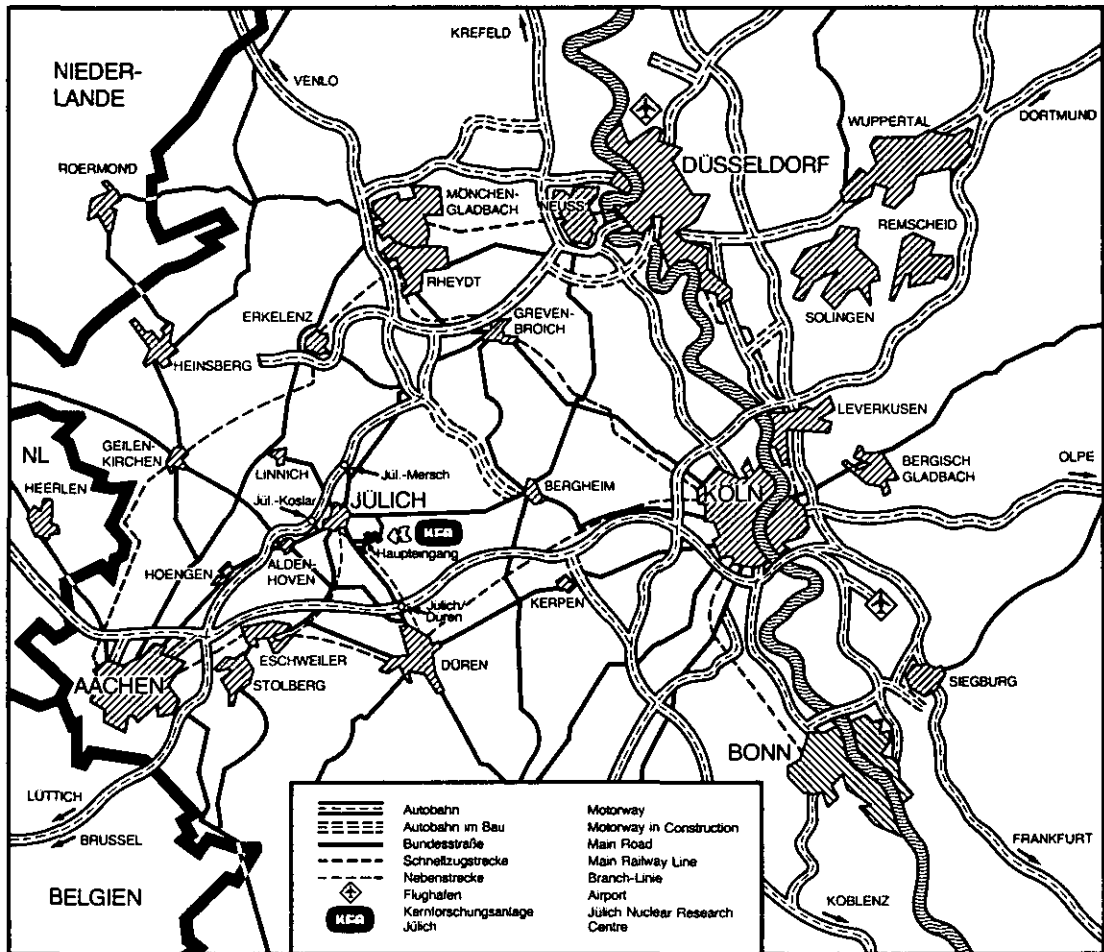 KREFELD
NIEDER-
LANDE
VENLO
WUPPERTAL
DORTMUND
DÜSSELDORF
ROERMOND
MÖNCHEN-
GLADBACH
NEUSS
REMSCHEID
RHEYDT
ERKELENZ
GREVEN-
BROICH
SOLINGEN
HEINSBERG
LEVERKUSEN
GEILEN-
KIRCHEN
NL
LINNICH
Jül.-Mersch
BERGISCH
GLADBACH
OLPE
HEERLEN
Jül.-Koslar
JÜLICH
BERGHEIM
KÖLN
KFA
Haupteingang
HOENGEN
ALDEN-
HOVEN
Jülich/
Düren
KERPEN
ESCHWEILER
DÜREN
AACHEN
STOLBERG
SIEGBURG
BONN
LÜTTICH
BRÜSSEL
FRANKFURT
BELGIEN
KOBLENZ
Autobahn Motorway
Autobahn im Bau Motorway in Construction
Bundesstraße Main Road
Schnellzugstrecke Main Railway Line
Nebenstrecke Branch-Linie
Flughafen Airport
KFA Kernforschungsanlage Jülich Nuclear Research
Jülich Centre